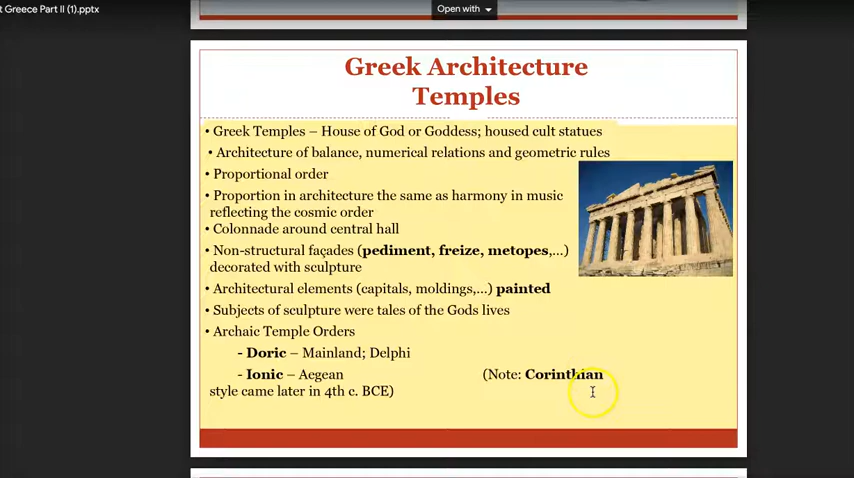 t Greece Part II (1).pptx
Open with
Greek Architecture
Temples
• Greek Temples – House of God or Goddess; housed cult statues
• Architecture of balance, numerical relations and geometric rules
• Proportional order
• Proportion in architecture the same as harmony in music
reflecting the cosmic order
• Colonnade around central hall
• Non-structural façades (pediment, freize, metopes,...)
decorated with sculpture
• Architectural elements (capitals, moldings,...) painted
• Subjects of sculpture were tales of the Gods lives
• Archaic Temple Orders
- Doric – Mainland; Delphi
- Ionic – Aegean (Note: Corinthian
style came later in 4th c. BCE)